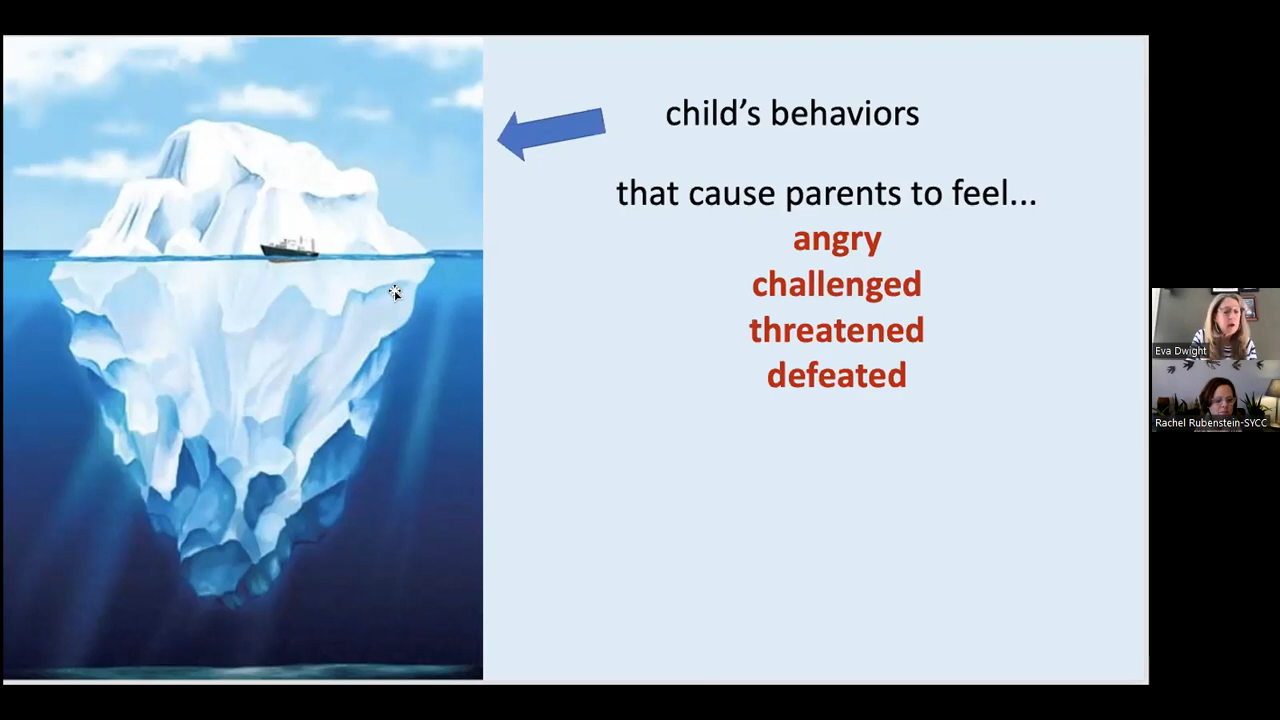 child’s behaviors
that cause parents to feel...
angry
challenged
threatened
defeated
Eva Dwight
Rachel Rubenstein-SYCC